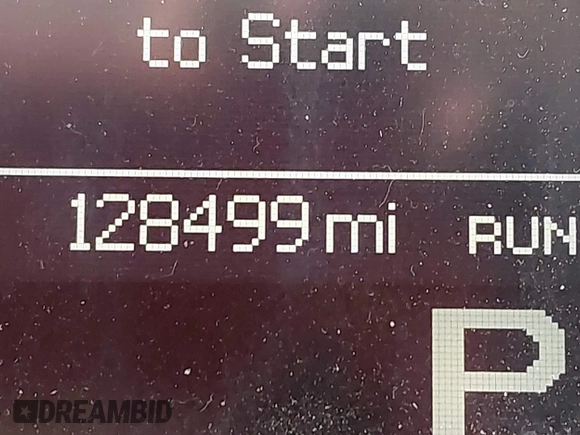 to Start
128499 mi RUN
P
DREAMBID